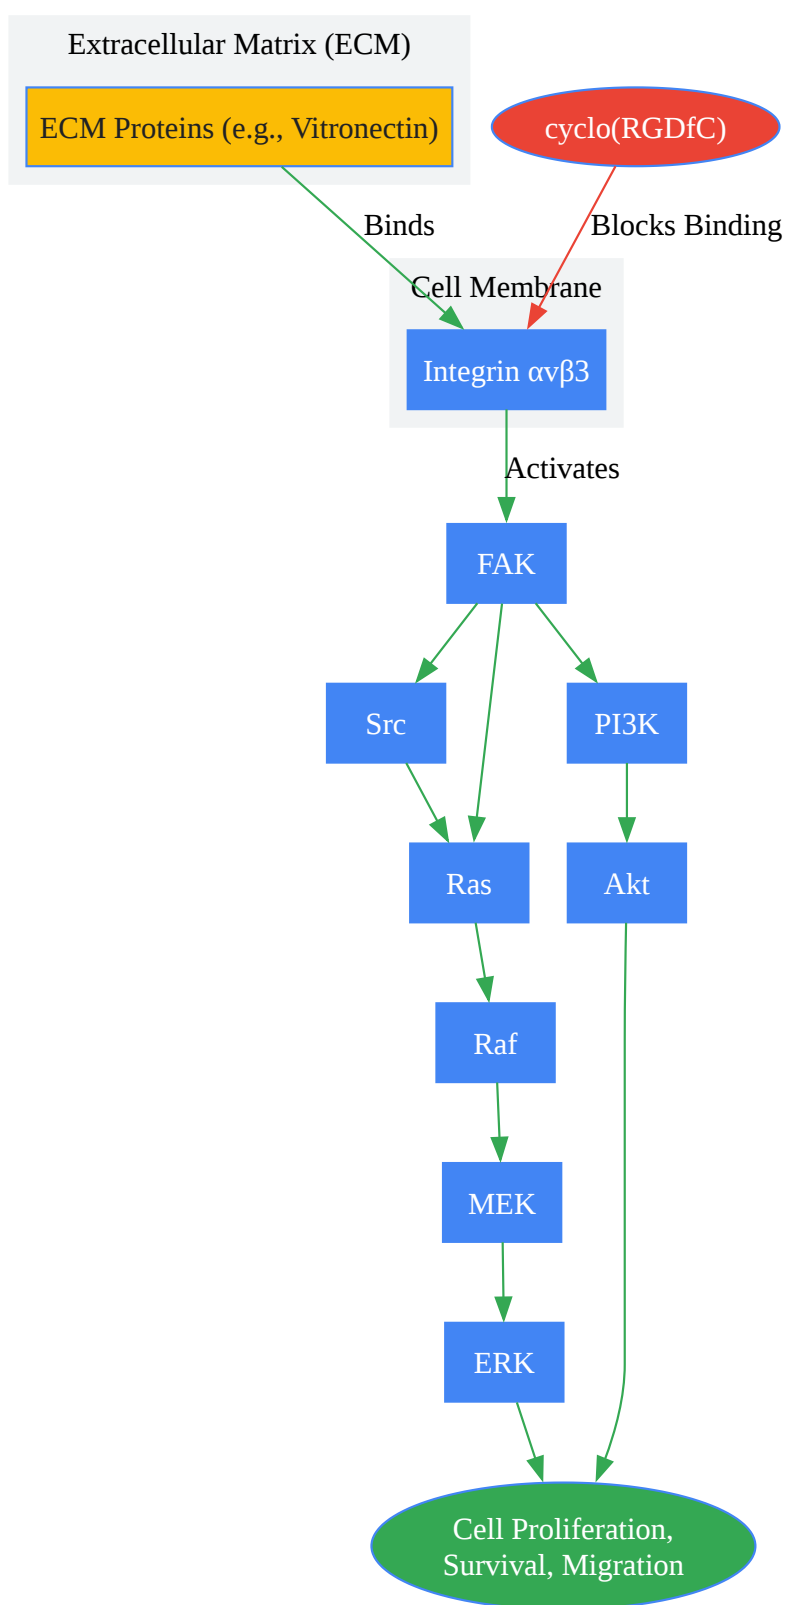 Extracellular Matrix (ECM)
ECM Proteins (e.g., Vitronectin)
cyclo(RGDfC)
Binds
Blocks Binding
Cell Membrane
Integrin αvβ3
Activates
FAK
Src
PI3K
Ras
Akt
Raf
MEK
ERK
Cell Proliferation,
Survival, Migration